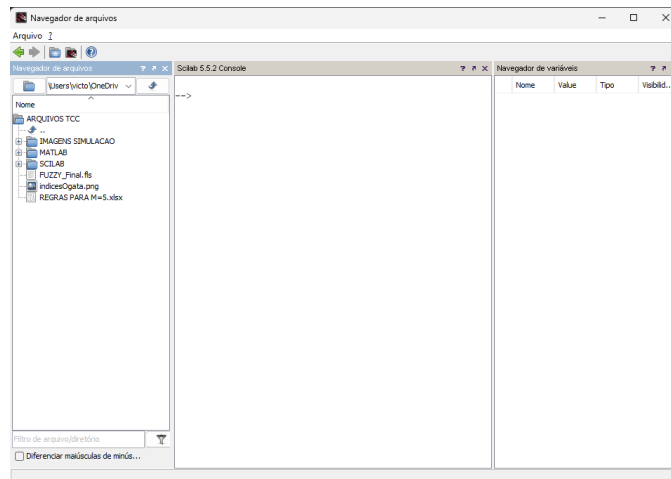 Navegador de arquivos
Arquivo ?
Navegador de arquivos ? ↗ ×
Scilab 5.5.2 Console ? ↗ ×
Navegador de variáveis ? ↗
\Users\victo\OneDriv
-->
Nome Value Tipo Visibilid...
Nome
ARQUIVOS TCC
..
IMAGENS SIMULACAO
MATLAB
SCILAB
FUZZY_Final.fls
indicesOgata.png
REGRAS PARA M=5.xlsx
Filtro de arquivo/diretório
Diferenciar maiúsculas de minús...